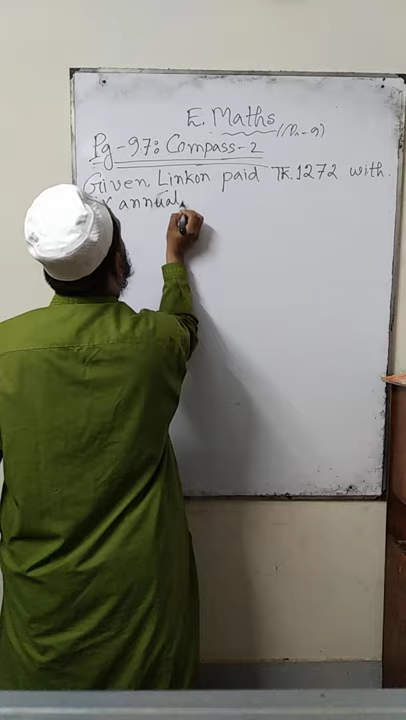 E. Maths
Pg-97: Compass-2
Given, Linkon paid Tk. 1272 with
annual